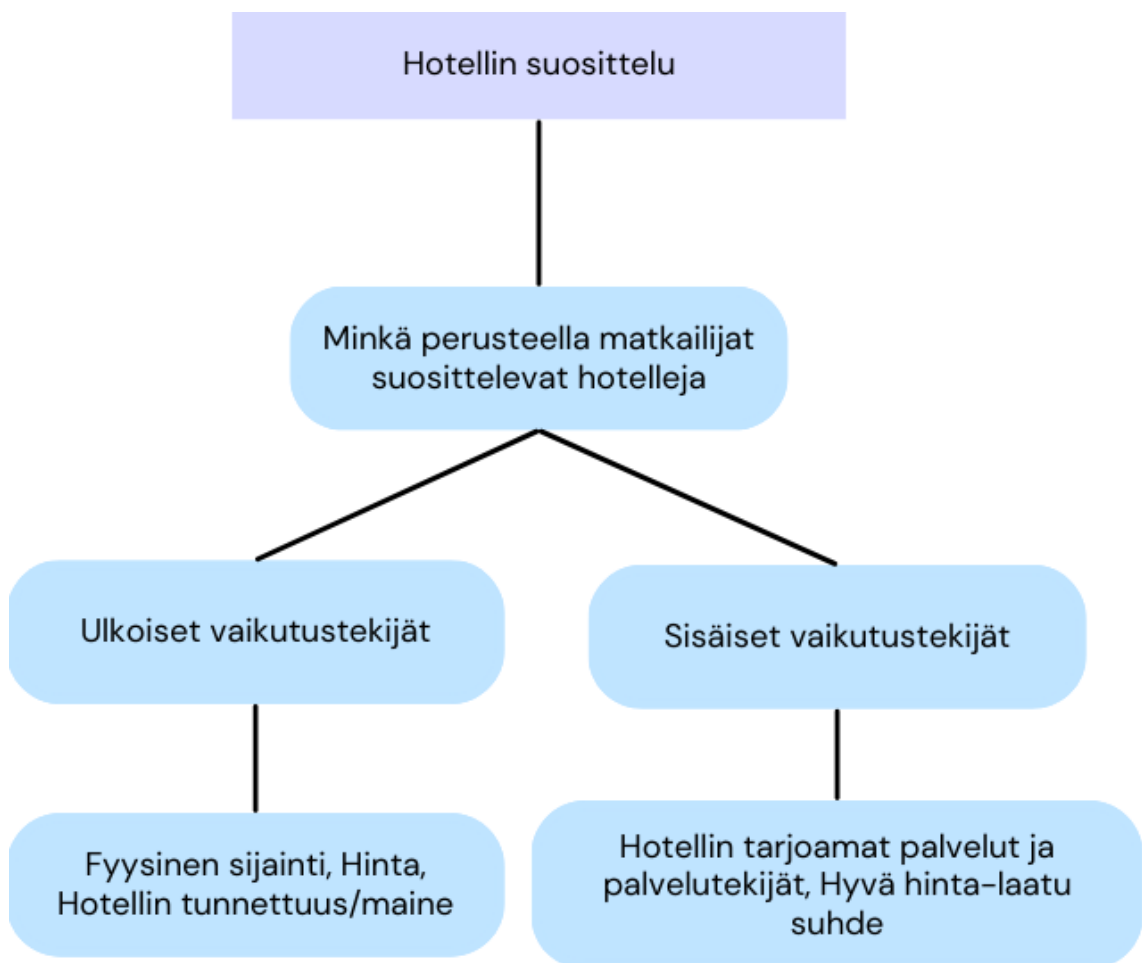 Hotellin suosittelu
Minkä perusteella matkailijat
suosittelevat hotelleja
Ulkoiset vaikutustekijät
Sisäiset vaikutustekijät
Fyysinen sijainti, Hinta,
Hotellin tunnettuus/maine
Hotellin tarjoamat palvelut ja
palvelutekijät, Hyvä hinta-laatu
suhde